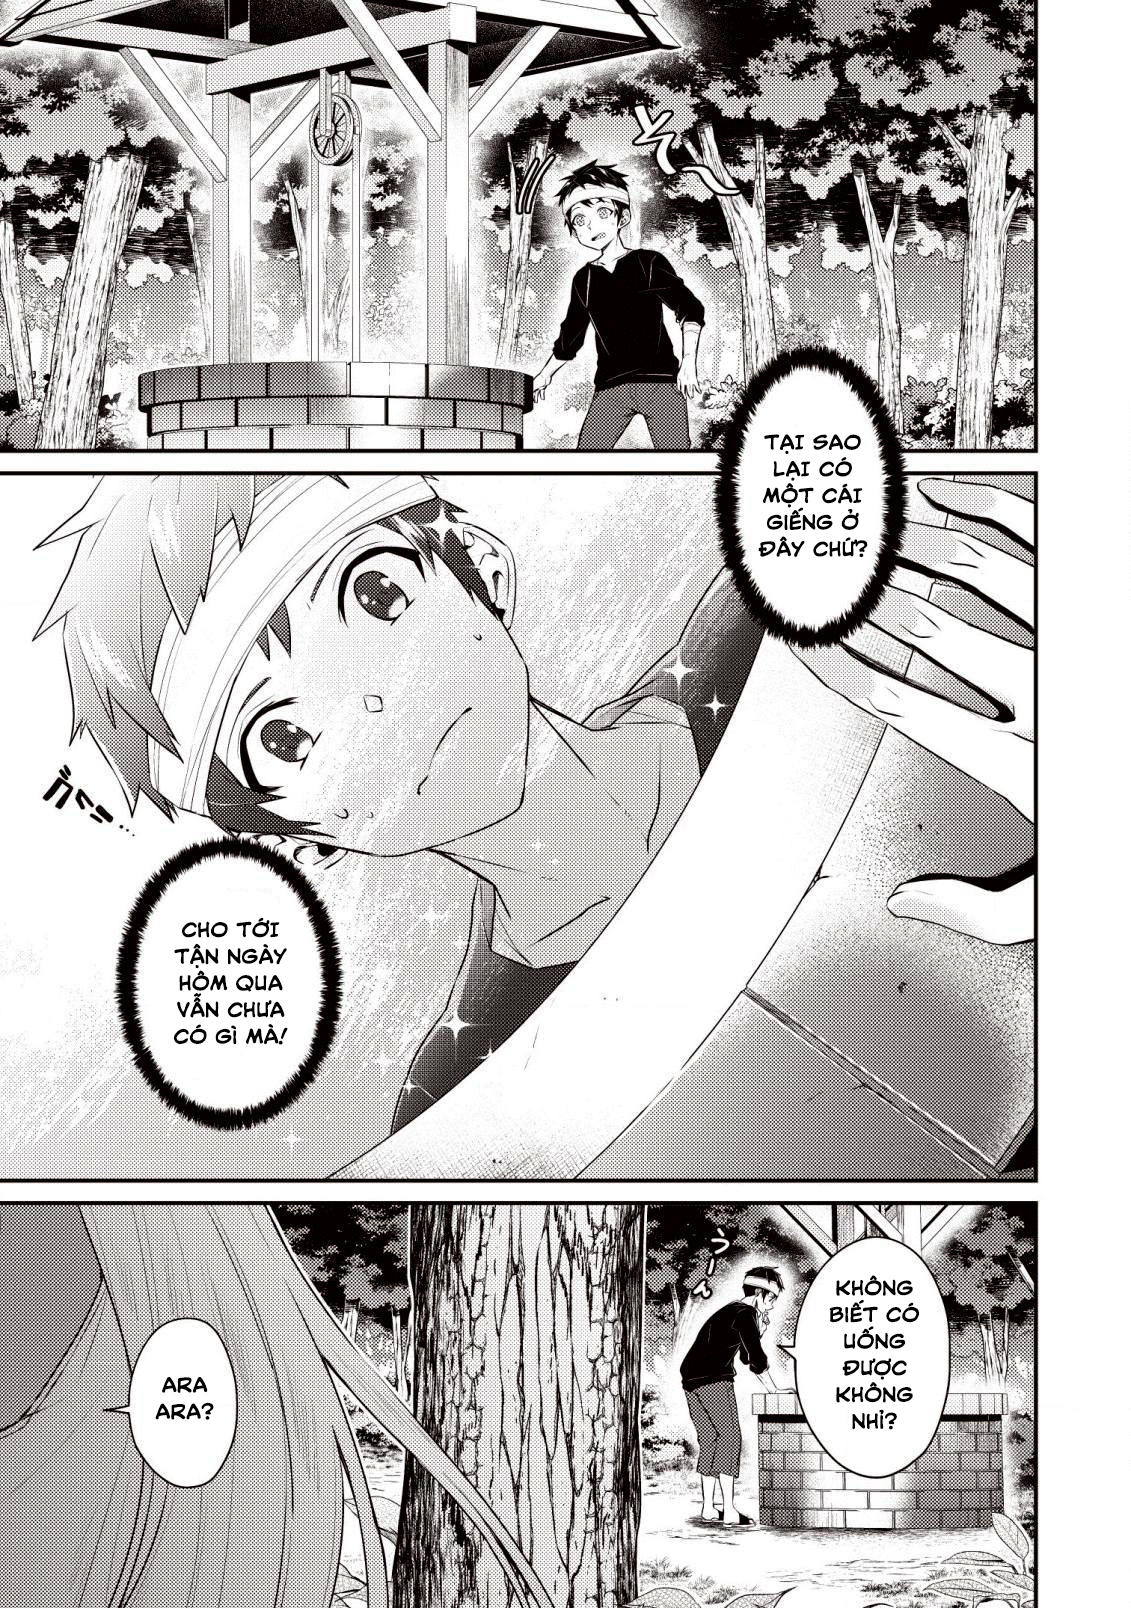 TẠI SAO
LẠI CÓ
MỘT CÁI
GIẾNG Ở
ĐÂY CHỨ?
CHO TỚI
TẬN NGÀY
HÔM QUA
VẪN CHƯA
CÓ GÌ MÀ!
KHÔNG
BIẾT CÓ
UỐNG
ĐƯỢC
KHÔNG
NHỈ?
ARA
ARA?